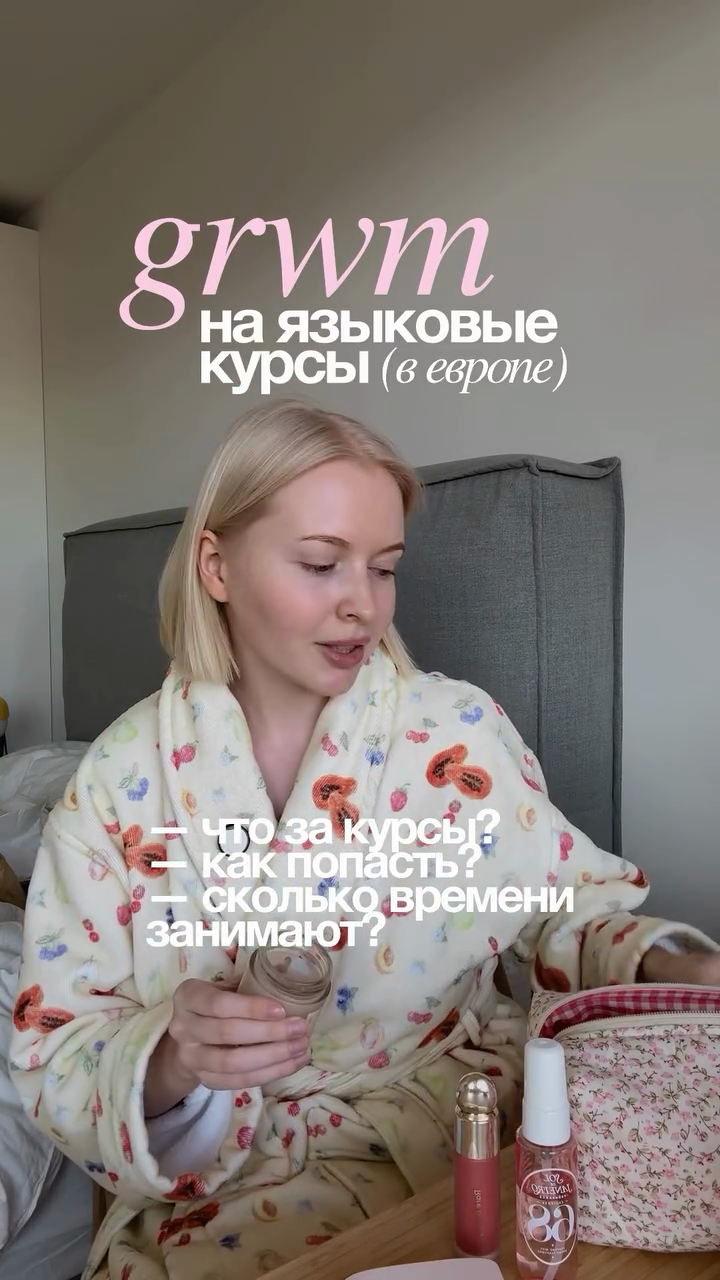 grwm
на языковые
курсы (в европе)
— что за курсы?
— как попасть?
— сколько времени
занимают?
SOL
DE
JANEIRO
68